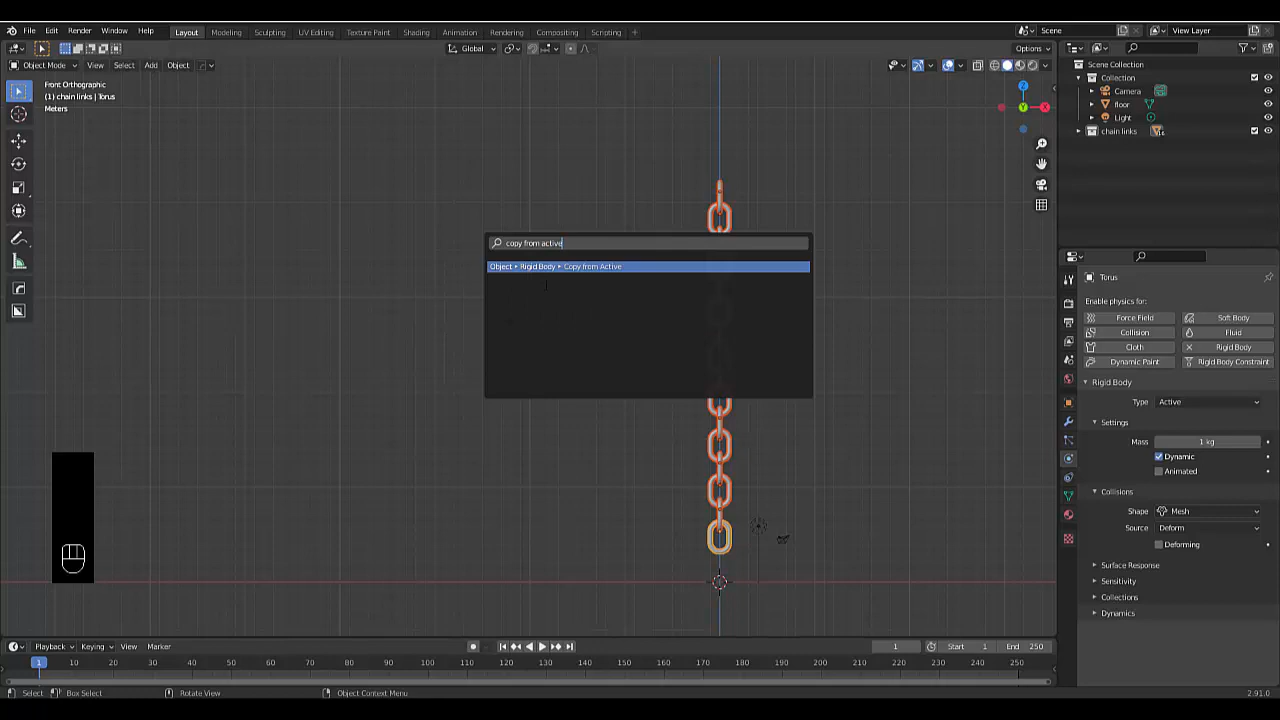 File Edit Render Window Help Layout Modeling Sculpting UV Editing Texture Paint Shading Animation Rendering Compositing Scripting + Scene View Layer
Global Options
Object Mode View Select Add Object
Front Orthographic
(1) chain links | Torus
Meters
Z
Y
X
Scene Collection
Collection
Camera
floor
Light
chain links
copy from active
Object Rigid Body Copy from Active
Torus
Enable physics for:
Force Field Soft Body
Collision Fluid
Cloth Rigid Body
Dynamic Paint Rigid Body Constraint
Rigid Body
Type Active
Settings
Mass 1 kg
Dynamic
Animated
Collisions
Shape Mesh
Source Deform
Deforming
Surface Response
Sensitivity
Collections
Dynamics
Playback Keying View Marker 1 Start 1 End 250
1 10 20 30 40 50 60 70 80 90 100 110 120 130 140 150 160 170 180 190 200 210 220 230 240 250
Select Box Select Rotate View Object Context Menu 2.91.0